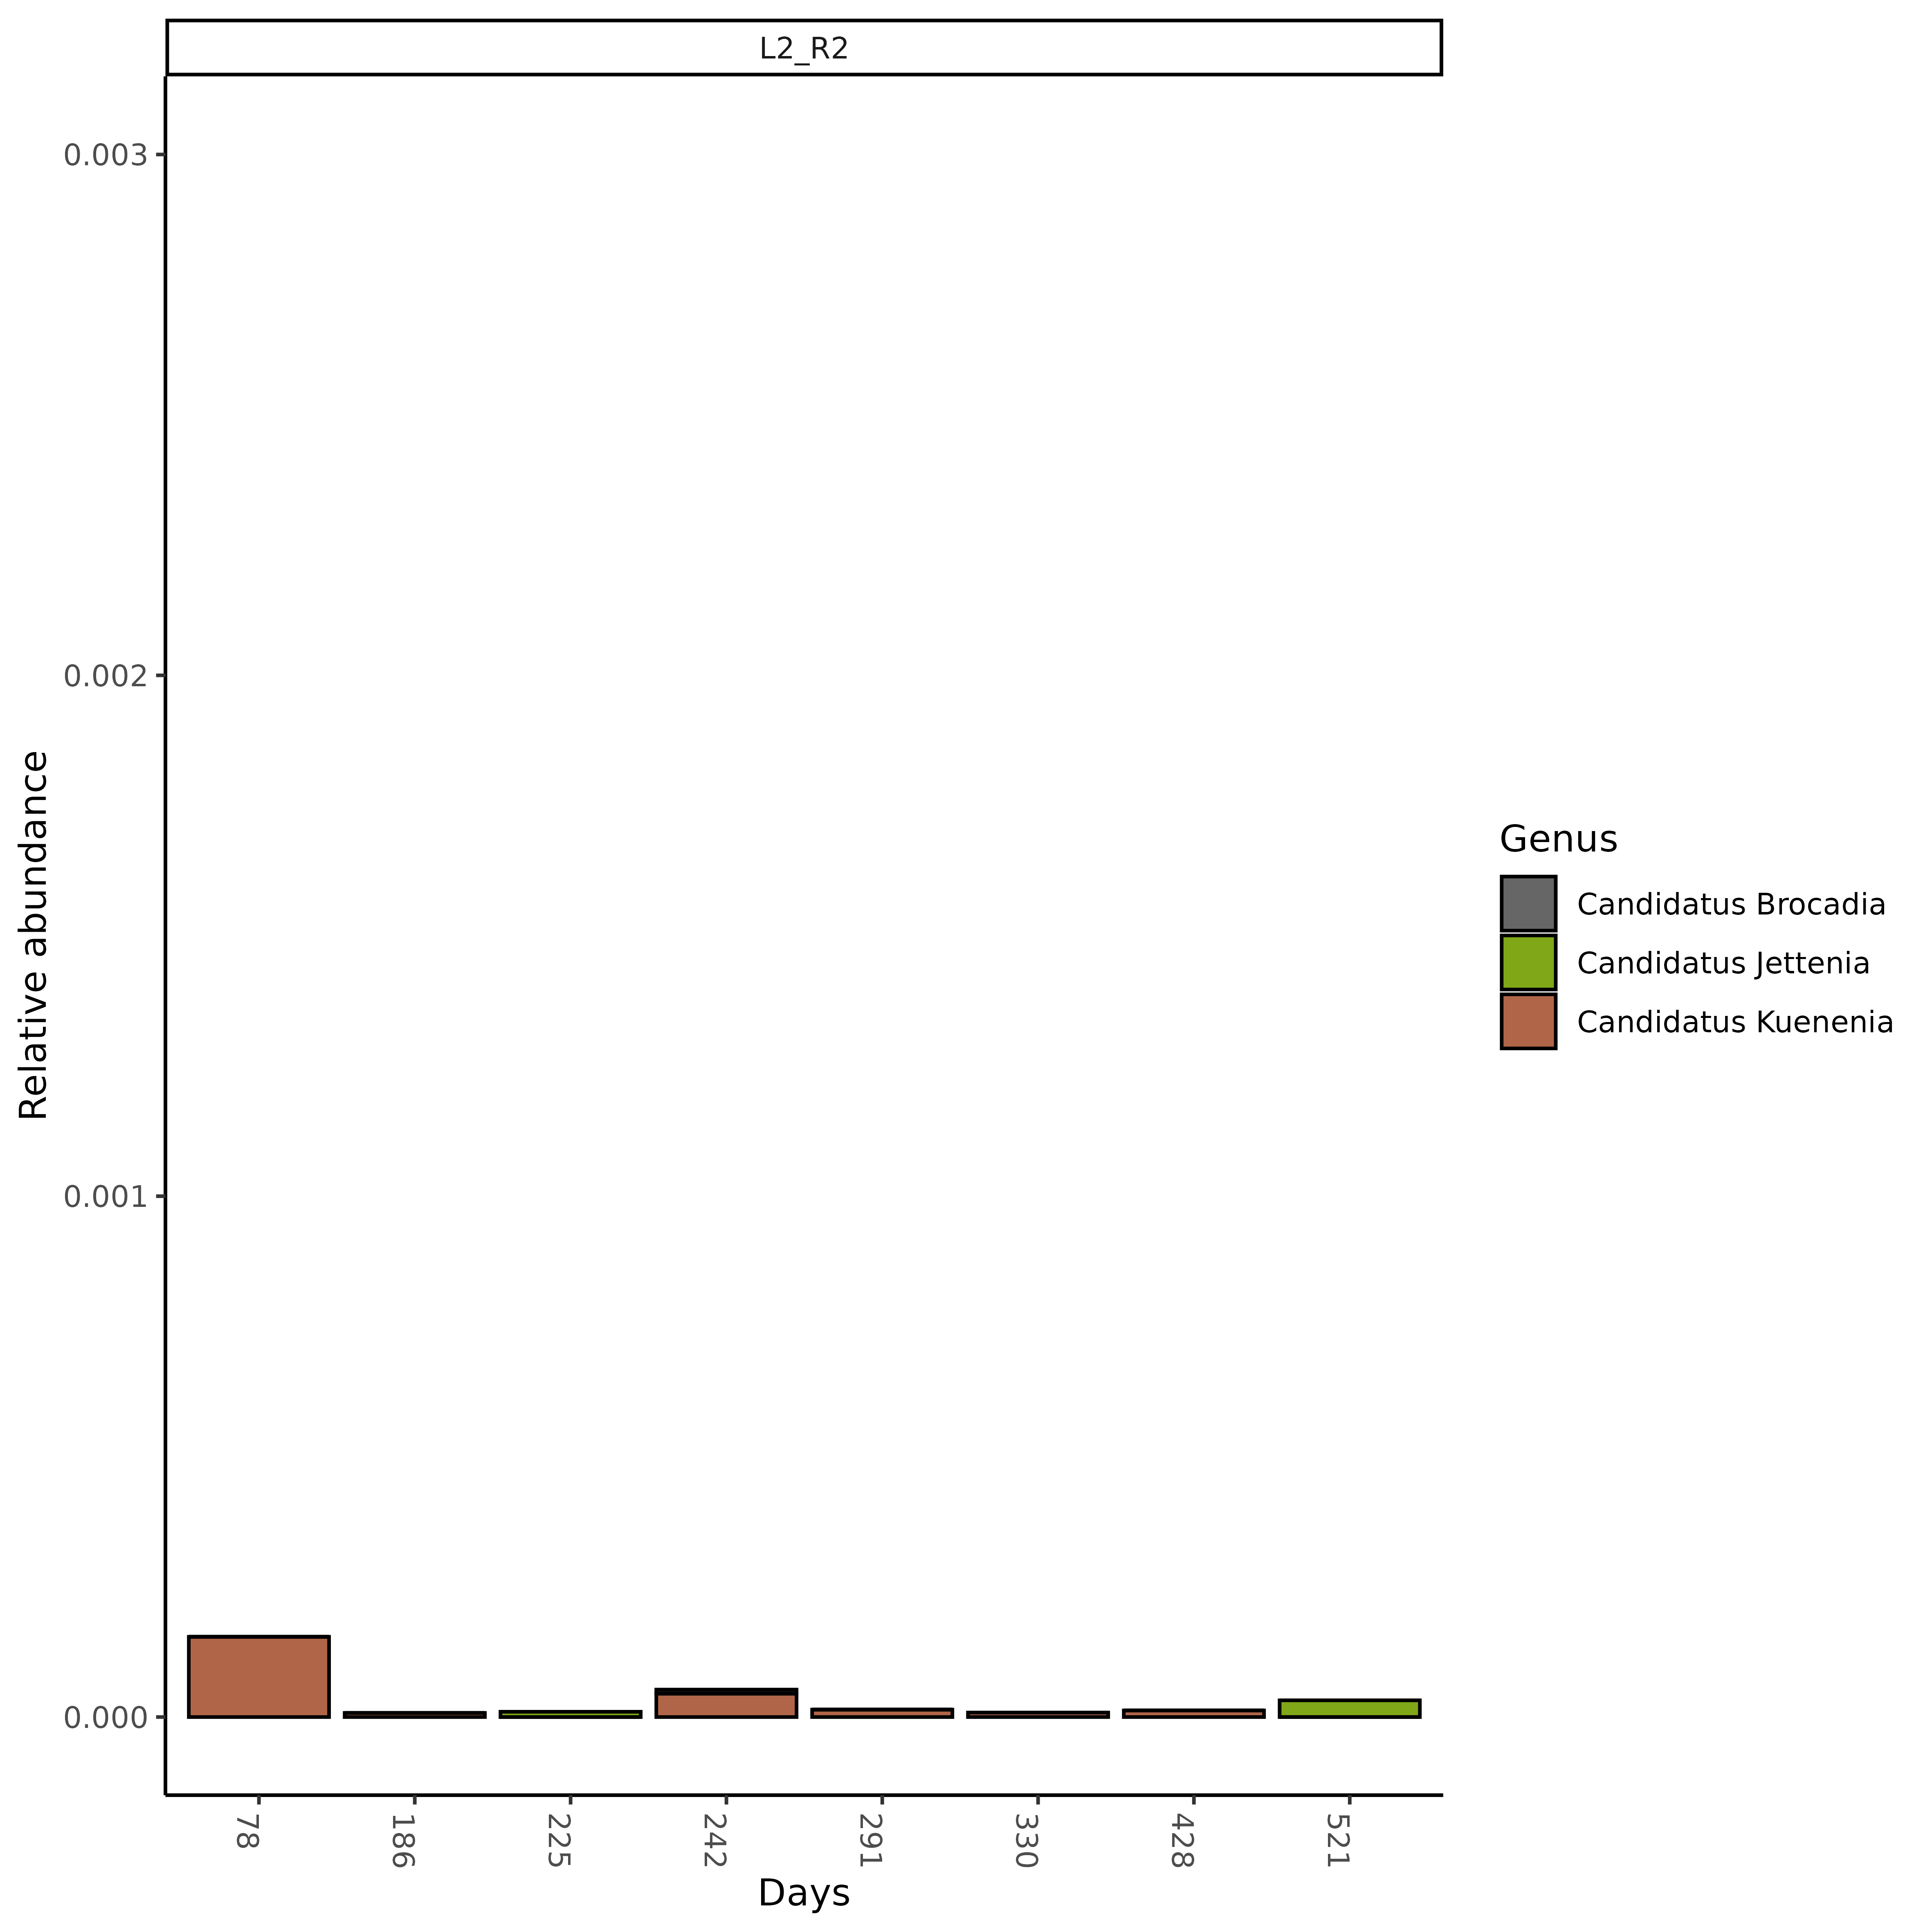 L2_R2
0.003
0.002
0.001
0.000
Relative abundance
78
186
225
242
291
330
428
521
Days
Genus
Candidatus Brocadia
Candidatus Jettenia
Candidatus Kuenenia